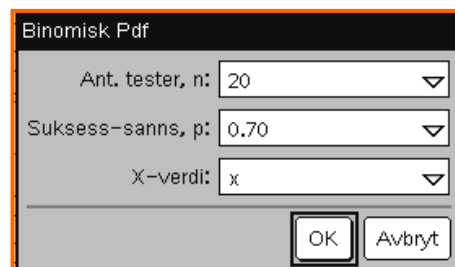 Binomisk Pdf
Ant. tester, n: 20
Suksess-sanns, p: 0.70
X-verdi: x
OK Avbryt